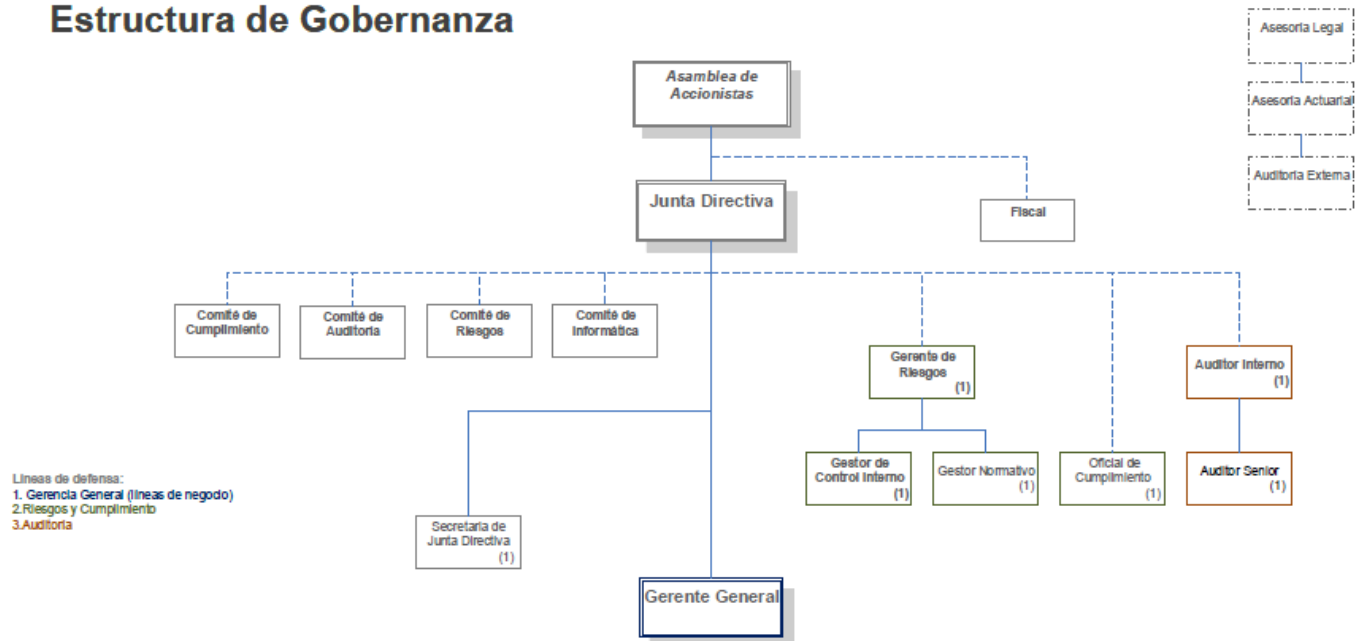 Estructura de Gobernanza
Asesoría Legal
Asamblea de
Accionistas
Asesoría Actuarial
Auditoría Externa
Junta Directiva
Fiscal
Comité de
Cumplimiento
Comité de
Auditoría
Comité de
Riesgos
Comité de
Informática
Gerente de
Riesgos
(1)
Auditor Interno
(1)
Gestor de
Control Interno
(1)
Gestor Normativo
(1)
Oficial de
Cumplimiento
(1)
Auditor Senior
(1)
Líneas de defensa:
1. Gerencia General (líneas de negodo)
2.Riesgos y Cumplimiento
3.Auditoría
Secretaria de
Junta Directiva
(1)
Gerente General